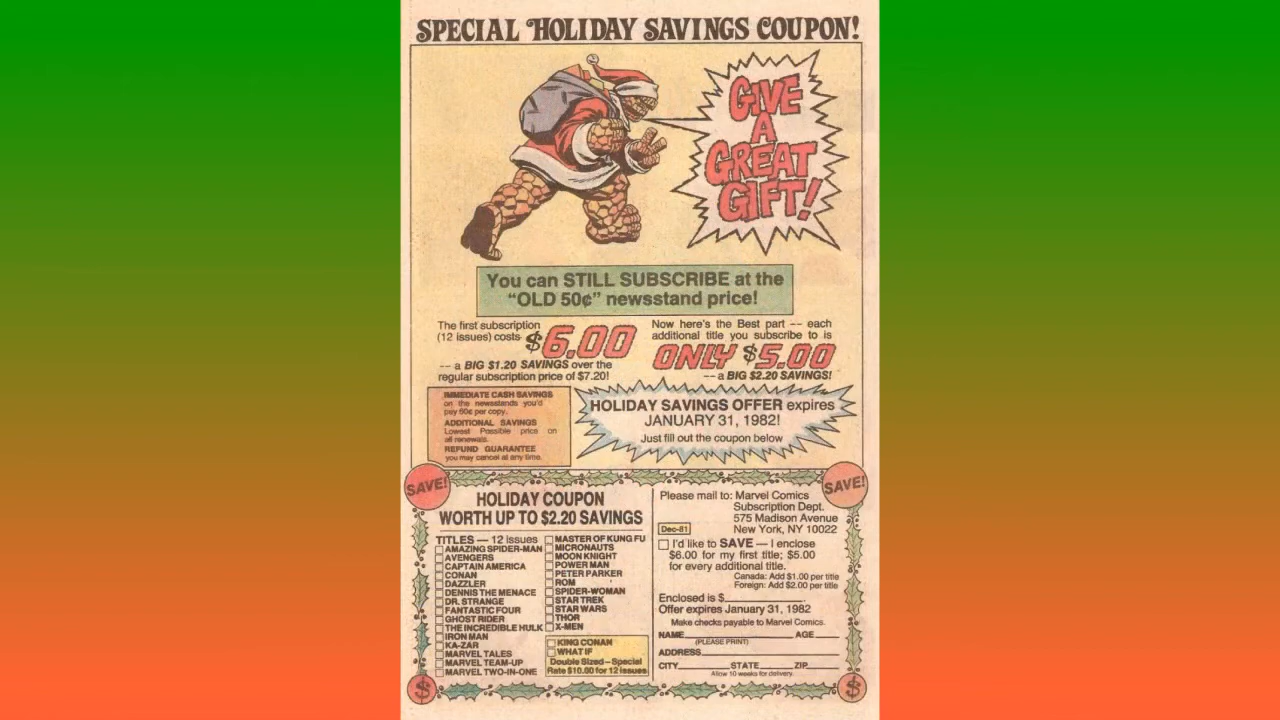 SPECIAL HOLIDAY SAVINGS COUPON!
GIVE
A
GREAT
GIFT!
You can STILL SUBSCRIBE at the
"OLD 50¢" newsstand price!
The first subscription
(12 issues) costs $6.00
-- a BIG $1.20 SAVINGS over the
regular subscription price of $7.20!
Now here's the Best part -- each
additional title you subscribe to is
ONLY $5.00
-- a BIG $2.20 SAVINGS!
IMMEDIATE CASH SAVINGS
on the newsstands you'd
pay 60¢ per copy.
ADDITIONAL SAVINGS
Lowest Possible price on
all renewals.
REFUND GUARANTEE
you may cancel at any time.
HOLIDAY SAVINGS OFFER expires
JANUARY 31, 1982!
Just fill out the coupon below
SAVE!
SAVE!
HOLIDAY COUPON
WORTH UP TO $2.20 SAVINGS
TITLES — 12 issues
AMAZING SPIDER-MAN
AVENGERS
CAPTAIN AMERICA
CONAN
DAZZLER
DENNIS THE MENACE
DR. STRANGE
FANTASTIC FOUR
GHOST RIDER
THE INCREDIBLE HULK
IRON MAN
KA-ZAR
MARVEL TALES
MARVEL TEAM-UP
MARVEL TWO-IN-ONE
MASTER OF KUNG FU
MICRONAUTS
MOON KNIGHT
POWER MAN
PETER PARKER
ROM
SPIDER-WOMAN
STAR TREK
STAR WARS
THOR
X-MEN
KING CONAN
WHAT IF
Double Sized—Special
Rate $10.00 for 12 issues
Please mail to: Marvel Comics
Subscription Dept.
575 Madison Avenue
New York, NY 10022
Dec-81
I'd like to SAVE — I enclose
$6.00 for my first title; $5.00
for every additional title.
Canada: Add $1.00 per title
Foreign: Add $2.00 per title
Enclosed is $
Offer expires January 31, 1982
Make checks payable to Marvel Comics.
NAME AGE
(PLEASE PRINT)
ADDRESS
CITY STATE ZIP
Allow 10 weeks for delivery.
$
$